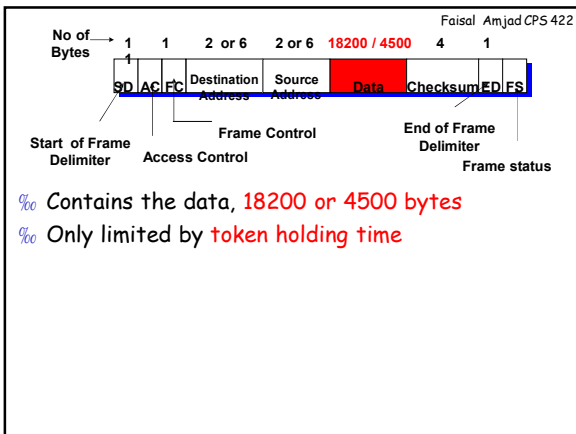 Faisal Amjad CPS 422
No of Bytes
1 1 2 or 6 2 or 6 18200 / 4500 4 1
1
SD AC FC Destination Address Source Address Data Checksum ED FS
Frame Control
Start of Frame Delimiter
Access Control
End of Frame Delimiter
Frame status
‰ Contains the data, 18200 or 4500 bytes
‰ Only limited by token holding time